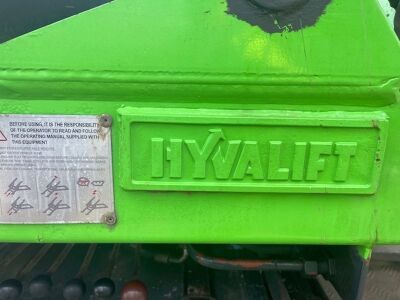 BEFORE USING, IT IS THE RESPONSIBILITY
OF THE OPERATOR TO READ AND FOLLOW
THE OPERATING MANUAL SUPPLIED WITH
THIS EQUIPMENT
HYVALIFT